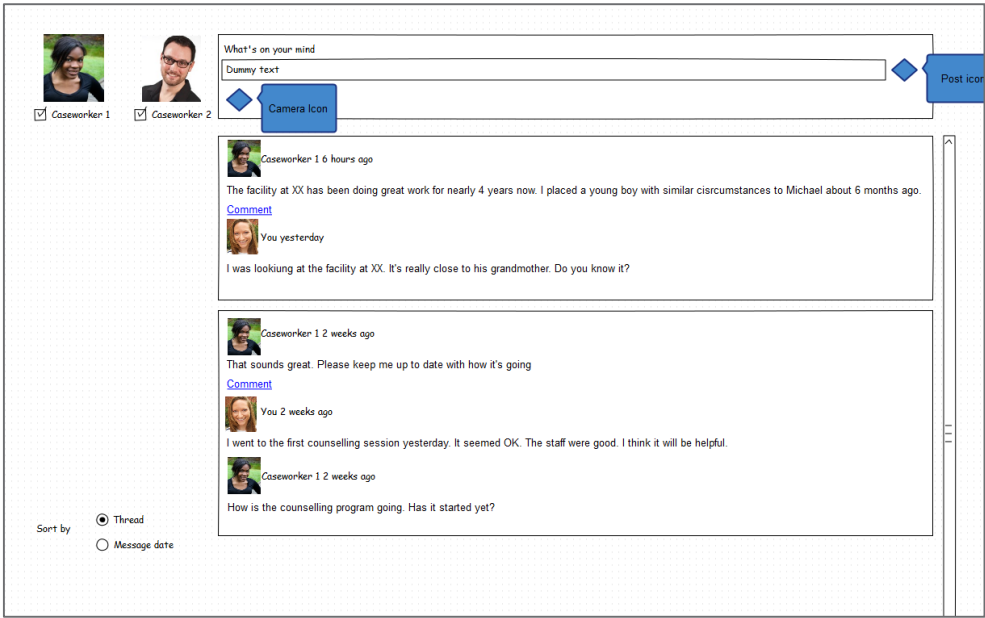 What's on your mind
Dummy text
Post icon
Camera Icon
Caseworker 1
Caseworker 2
Caseworker 1 6 hours ago
The facility at XX has been doing great work for nearly 4 years now. I placed a young boy with similar cisrcumstances to Michael about 6 months ago.
Comment
You yesterday
I was lookiung at the facility at XX. It's really close to his grandmother. Do you know it?
Caseworker 1 2 weeks ago
That sounds great. Please keep me up to date with how it's going
Comment
You 2 weeks ago
I went to the first counselling session yesterday. It seemed OK. The staff were good. I think it will be helpful.
Caseworker 1 2 weeks ago
How is the counselling program going. Has it started yet?
Sort by
Thread
Message date